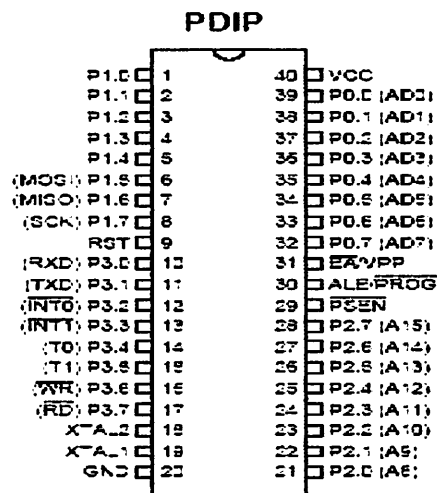 PDIP
P1.0 1 40 VCC
P1.1 2 39 P0.0 (AD0)
P1.2 3 38 P0.1 (AD1)
P1.3 4 37 P0.2 (AD2)
P1.4 5 36 P0.3 (AD3)
(MOSI) P1.5 6 35 P0.4 (AD4)
(MISO) P1.6 7 34 P0.5 (AD5)
(SCK) P1.7 8 33 P0.6 (AD6)
RST 9 32 P0.7 (AD7)
(RXD) P3.0 10 31 E̅A̅/VPP
(TXD) P3.1 11 30 ALE/P̅R̅O̅G̅
(I̅N̅T̅0̅) P3.2 12 29 P̅S̅E̅N̅
(I̅N̅T̅1̅) P3.3 13 28 P2.7 (A15)
(T0) P3.4 14 27 P2.6 (A14)
(T1) P3.5 15 26 P2.5 (A13)
(W̅R̅) P3.6 16 25 P2.4 (A12)
(R̅D̅) P3.7 17 24 P2.3 (A11)
XTAL2 18 23 P2.2 (A10)
XTAL1 19 22 P2.1 (A9)
GND 20 21 P2.0 (A8)